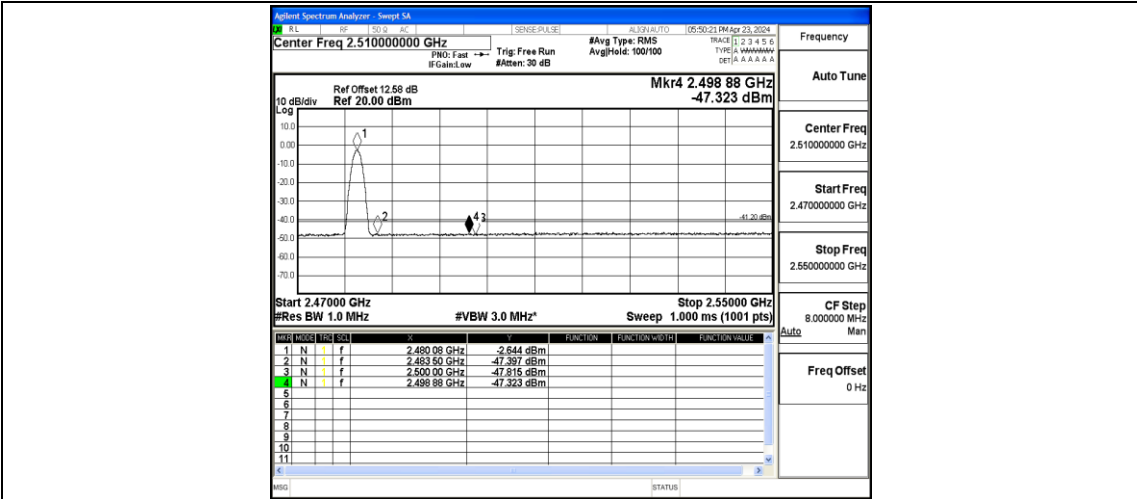 Agilent Spectrum Analyzer - Swept SA
RL RF 50 Ω AC SENSE:PULSE ALIGN AUTO 05:50:21 PM Apr 23, 2024
Center Freq 2.510000000 GHz
PNO: Fast
IFGain:Low
Trig: Free Run
#Atten: 30 dB
#Avg Type: RMS
Avg|Hold: 100/100
TRACE 1 2 3 4 5 6
TYPE A
DET A A A A A A
Mkr4 2.498 88 GHz
-47.323 dBm
Ref Offset 12.58 dB
10 dB/div Ref 20.00 dBm
Log
10.0
0.00
-10.0
-20.0
-30.0
-40.0
-50.0
-60.0
-70.0
1
2
4 3
-41.20 dBm
Start 2.47000 GHz Stop 2.55000 GHz
#Res BW 1.0 MHz #VBW 3.0 MHz* Sweep 1.000 ms (1001 pts)
MKR MODE TRC SCL X Y FUNCTION FUNCTION WIDTH FUNCTION VALUE
1 N 1 f 2.480 08 GHz -2.644 dBm
2 N 1 f 2.483 50 GHz -47.397 dBm
3 N 1 f 2.500 00 GHz -47.815 dBm
4 N 1 f 2.498 88 GHz -47.323 dBm
5
6
7
8
9
10
11
MSG STATUS
Frequency
Auto Tune
Center Freq
2.510000000 GHz
Start Freq
2.470000000 GHz
Stop Freq
2.550000000 GHz
CF Step
8.000000 MHz
Auto Man
Freq Offset
0 Hz